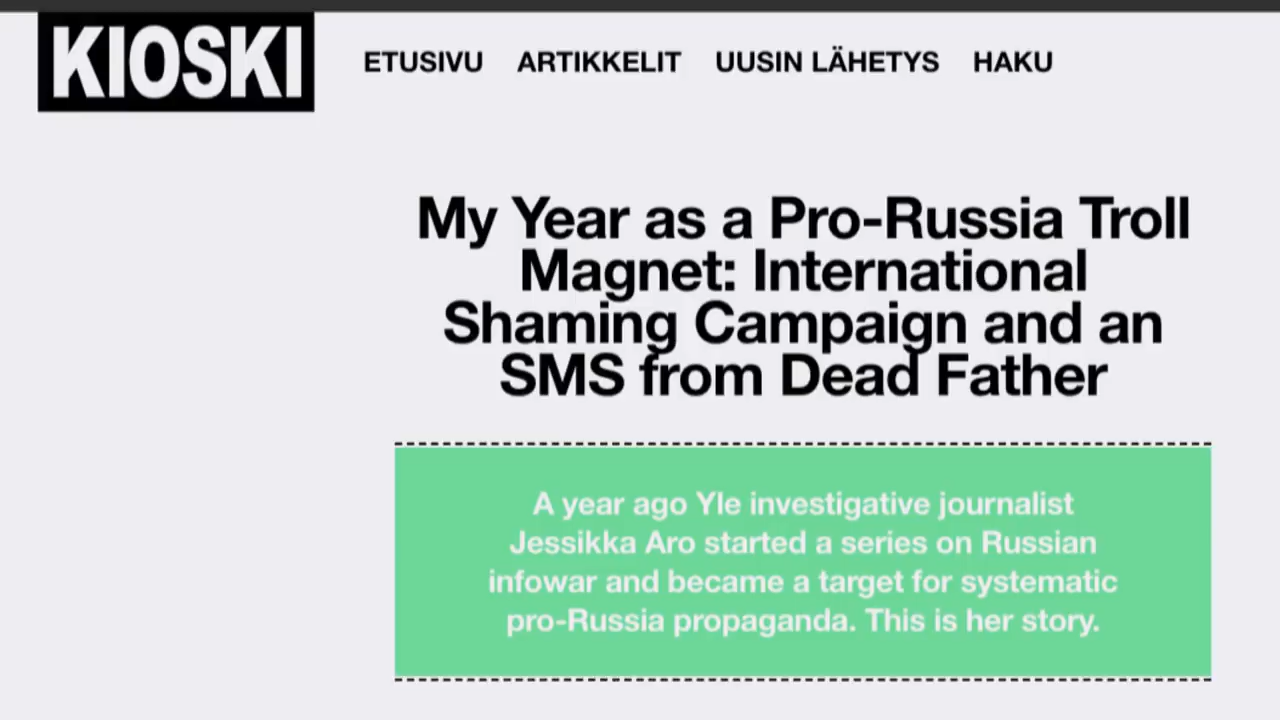 KIOSKI
ETUSIVU ARTIKKELIT UUSIN LÄHETYS HAKU
My Year as a Pro-Russia Troll
Magnet: International
Shaming Campaign and an
SMS from Dead Father
A year ago Yle investigative journalist
Jessikka Aro started a series on Russian
infowar and became a target for systematic
pro-Russia propaganda. This is her story.